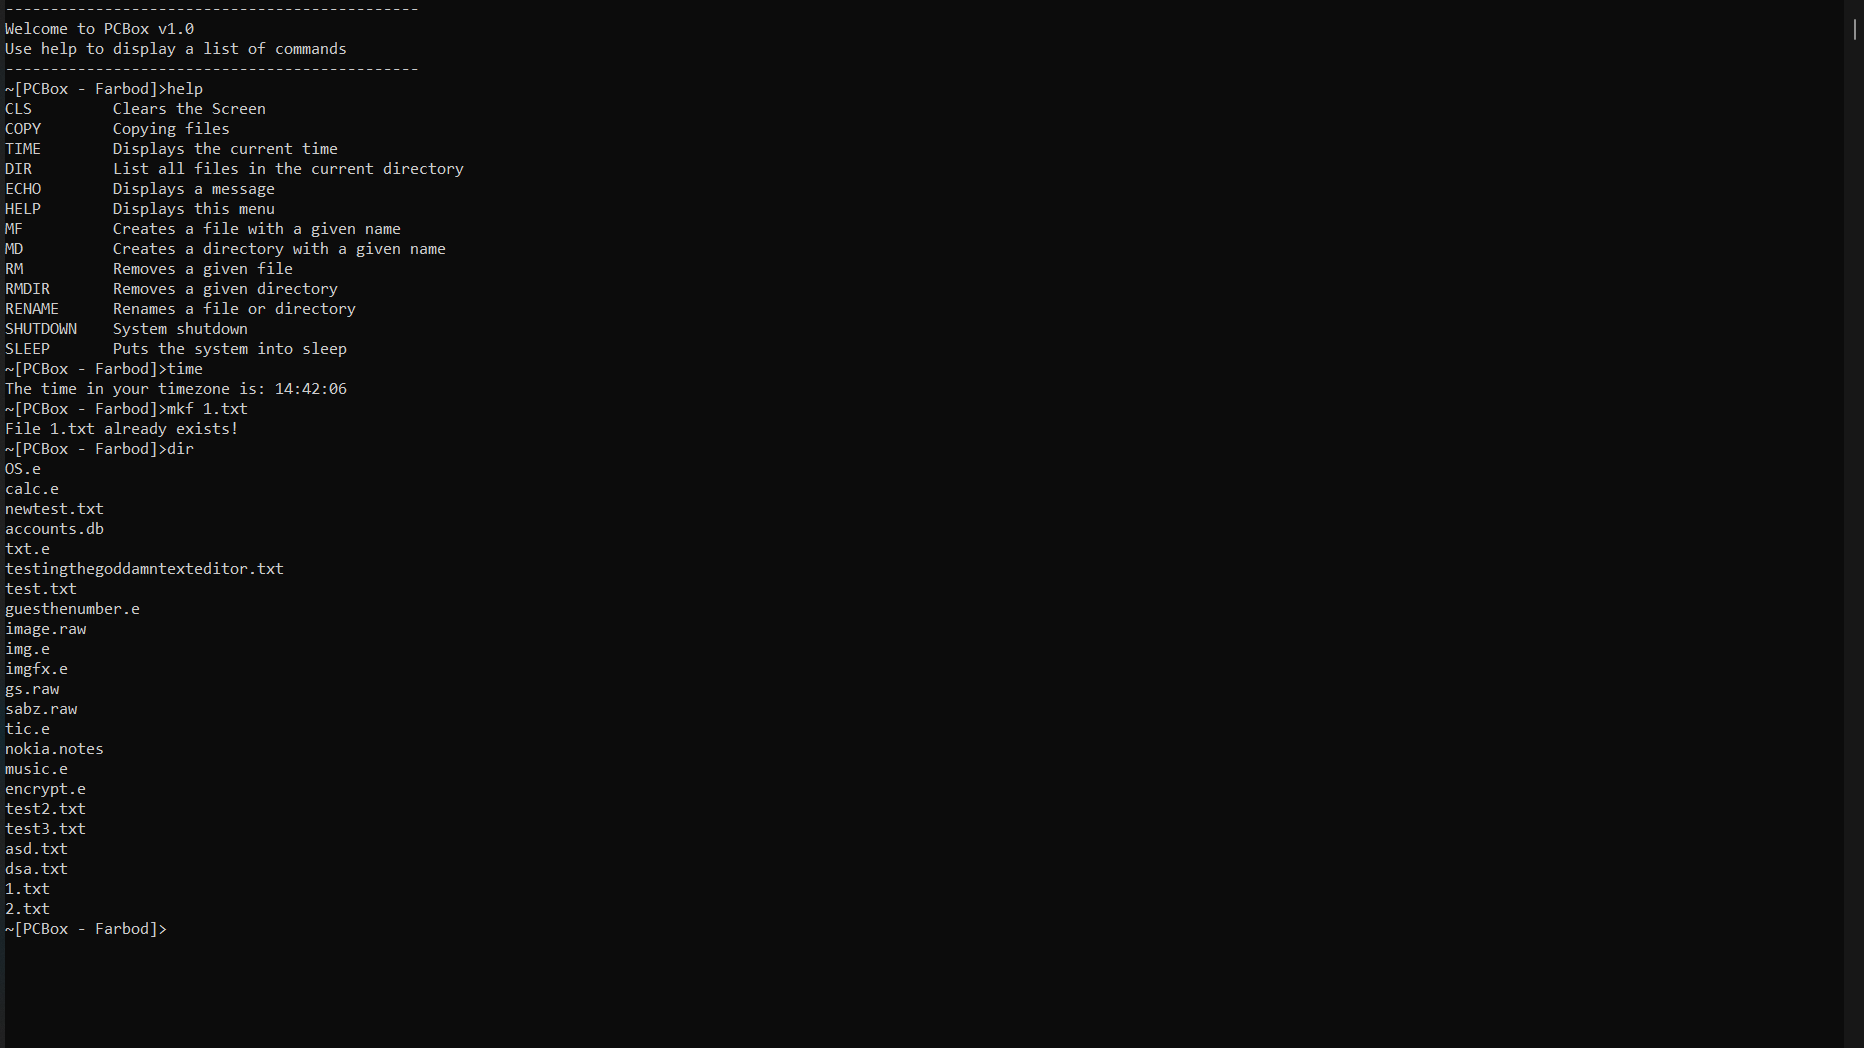 ----------------------------------------------
Welcome to PCBox v1.0
Use help to display a list of commands
----------------------------------------------
~[PCBox - Farbod]>help
CLS         Clears the Screen
COPY        Copying files
TIME        Displays the current time
DIR         List all files in the current directory
ECHO        Displays a message
HELP        Displays this menu
MF          Creates a file with a given name
MD          Creates a directory with a given name
RM          Removes a given file
RMDIR       Removes a given directory
RENAME      Renames a file or directory
SHUTDOWN    System shutdown
SLEEP       Puts the system into sleep
~[PCBox - Farbod]>time
The time in your timezone is: 14:42:06
~[PCBox - Farbod]>mkf 1.txt
File 1.txt already exists!
~[PCBox - Farbod]>dir
OS.e
calc.e
newtest.txt
accounts.db
txt.e
testingthegoddamntexteditor.txt
test.txt
guesthenumber.e
image.raw
img.e
imgfx.e
gs.raw
sabz.raw
tic.e
nokia.notes
music.e
encrypt.e
test2.txt
test3.txt
asd.txt
dsa.txt
1.txt
2.txt
~[PCBox - Farbod]>